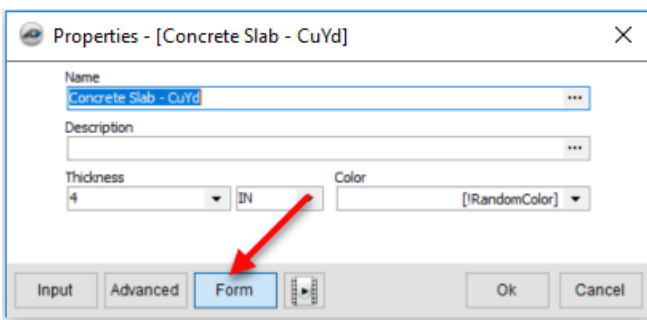 Properties - [Concrete Slab - CuYd]
Name
Concrete Slab - CuYd
Description
Thickness
Color
4
IN
[!RandomColor]
Input
Advanced
Form
Ok
Cancel